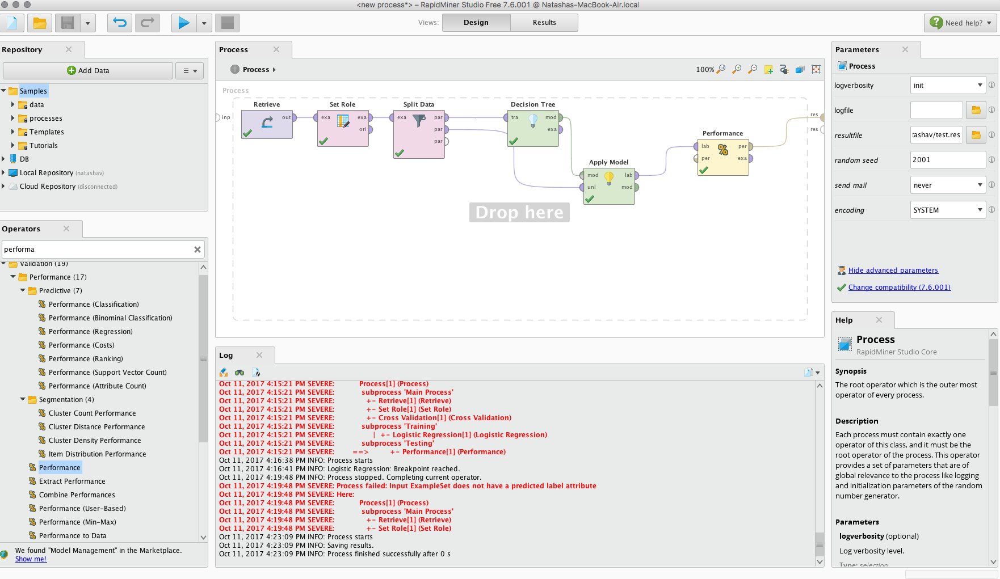 <new process*> – RapidMiner Studio Free 7.6.001 @ Natashas-MacBook-Air.local
Views:
Design
Results
Need help?
Repository
Add Data
Samples
data
processes
Templates
Tutorials
DB
Local Repository (natashav)
Cloud Repository (disconnected)
Operators
performa
Validation (19)
Performance (17)
Predictive (7)
Performance (Classification)
Performance (Binominal Classification)
Performance (Regression)
Performance (Costs)
Performance (Ranking)
Performance (Support Vector Count)
Performance (Attribute Count)
Segmentation (4)
Cluster Count Performance
Cluster Distance Performance
Cluster Density Performance
Item Distribution Performance
Performance
Extract Performance
Combine Performances
Performance (User-Based)
Performance (Min-Max)
Performance to Data
We found "Model Management" in the Marketplace.
Show me!
Process
Process
100%
Process
inp
Retrieve
out
Set Role
exa exa
ori
Split Data
exa par
par
par
Decision Tree
tra mod
exa
Apply Model
mod lab
unl mod
Performance
lab per
per exa
res
res
Drop here
Log
Oct 11, 2017 4:15:21 PM SEVERE: Process[1] (Process)
Oct 11, 2017 4:15:21 PM SEVERE: subprocess 'Main Process'
Oct 11, 2017 4:15:21 PM SEVERE: +- Retrieve[1] (Retrieve)
Oct 11, 2017 4:15:21 PM SEVERE: +- Set Role[1] (Set Role)
Oct 11, 2017 4:15:21 PM SEVERE: +- Cross Validation[1] (Cross Validation)
Oct 11, 2017 4:15:21 PM SEVERE: subprocess 'Training'
Oct 11, 2017 4:15:21 PM SEVERE: | +- Logistic Regression[1] (Logistic Regression)
Oct 11, 2017 4:15:21 PM SEVERE: subprocess 'Testing'
Oct 11, 2017 4:15:21 PM SEVERE: ==> +- Performance[1] (Performance)
Oct 11, 2017 4:16:38 PM INFO: Process starts
Oct 11, 2017 4:16:41 PM INFO: Logistic Regression: Breakpoint reached.
Oct 11, 2017 4:19:48 PM INFO: Process stopped. Completing current operator.
Oct 11, 2017 4:19:48 PM SEVERE: Process failed: Input ExampleSet does not have a predicted label attribute
Oct 11, 2017 4:19:48 PM SEVERE: Here:
Oct 11, 2017 4:19:48 PM SEVERE: Process[1] (Process)
Oct 11, 2017 4:19:48 PM SEVERE: subprocess 'Main Process'
Oct 11, 2017 4:19:48 PM SEVERE: +- Retrieve[1] (Retrieve)
Oct 11, 2017 4:19:48 PM SEVERE: +- Set Role[1] (Set Role)
Oct 11, 2017 4:23:09 PM INFO: Process starts
Oct 11, 2017 4:23:09 PM INFO: Saving results.
Oct 11, 2017 4:23:09 PM INFO: Process finished successfully after 0 s
Parameters
Process
logverbosity init
logfile
resultfile tashav/test.res
random seed 2001
send mail never
encoding SYSTEM
Hide advanced parameters
Change compatibility (7.6.001)
Help
Process
RapidMiner Studio Core
Synopsis
The root operator which is the outer most
operator of every process.
Description
Each process must contain exactly one
operator of this class, and it must be the
root operator of the process. This operator
provides a set of parameters that are of
global relevance to the process like logging
and initialization parameters of the random
number generator.
Parameters
logverbosity (optional)
Log verbosity level.
Type: selection